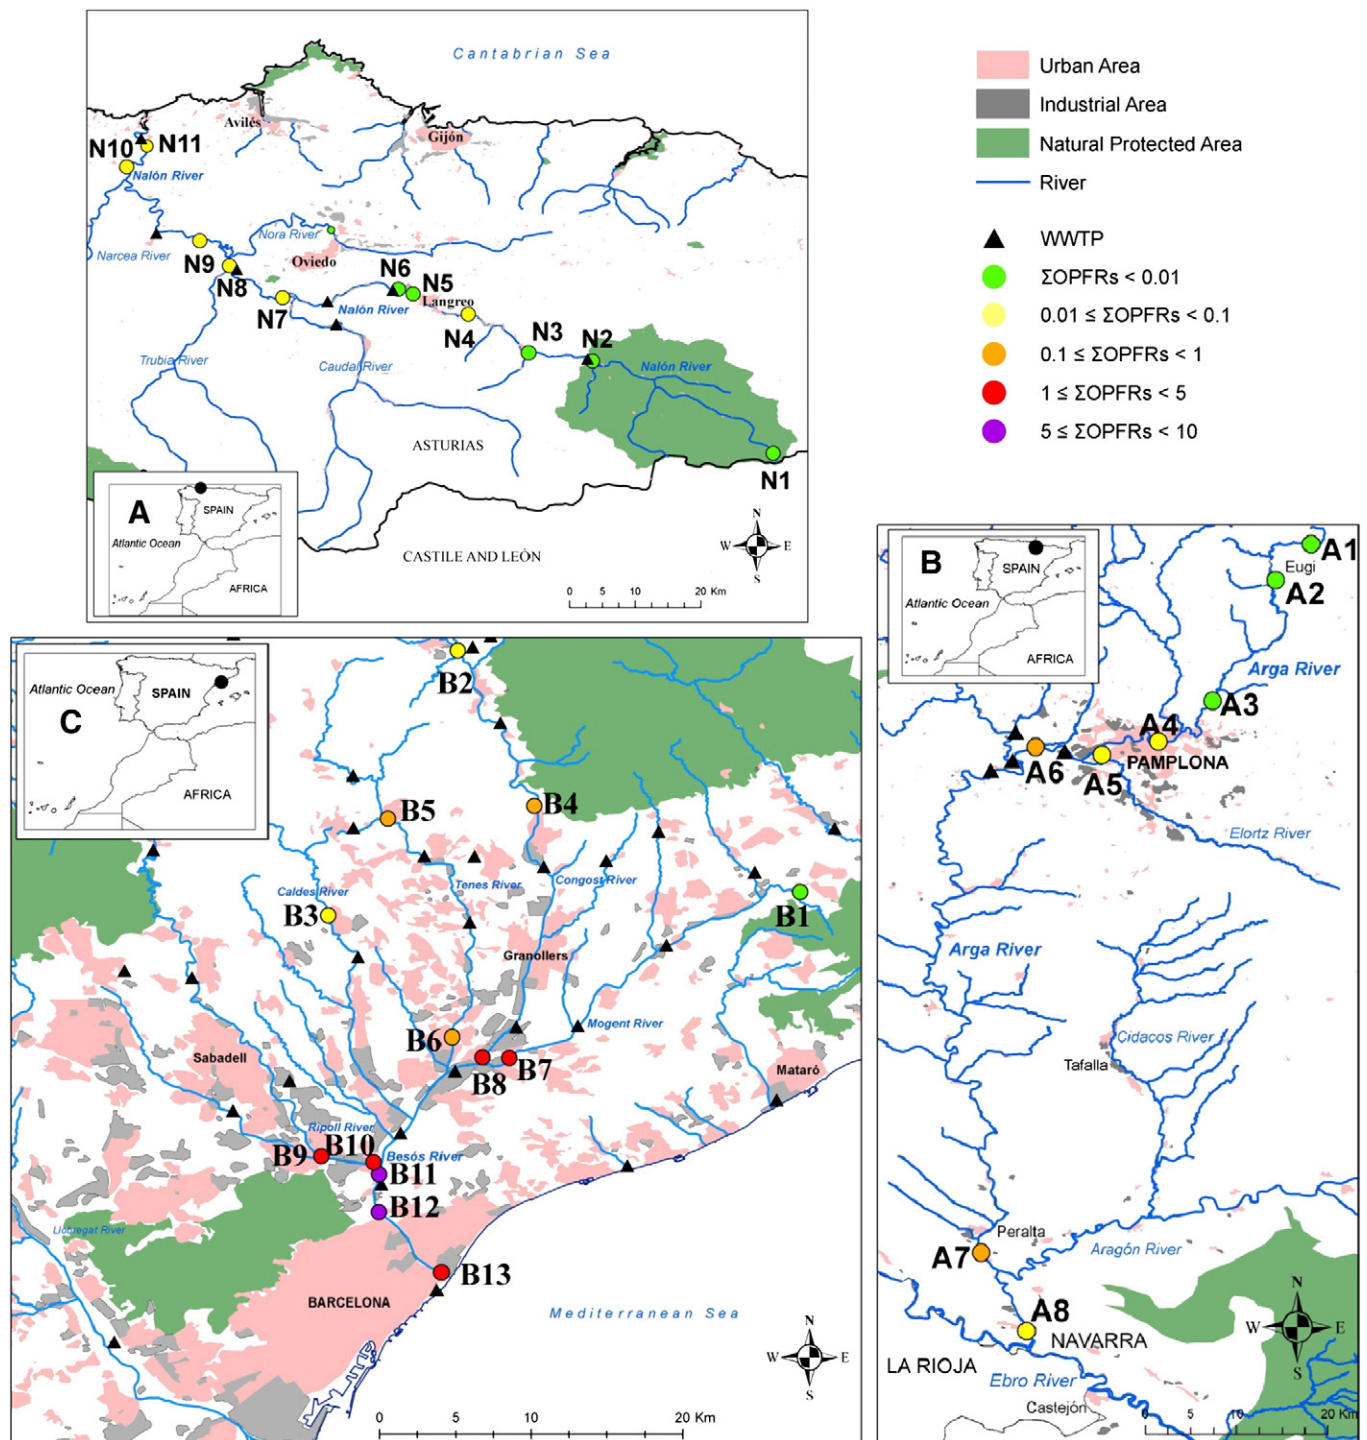 Cantabrian Sea
Avilés
Gijón
N10
N11
Nalón River
Narcea River
Nora River
Oviedo
N9
N8
N7
N6
N5
Langreo
Nalón River
N4
N3
N2
Nalón River
Trubia River
Caudal River
ASTURIAS
N1
CASTILE AND LEÓN
A
SPAIN
Atlantic Ocean
AFRICA
N
W
E
S
0 5 10 20 Km
Urban Area
Industrial Area
Natural Protected Area
River
WWTP
ΣOPFRs < 0.01
0.01 ≤ ΣOPFRs < 0.1
0.1 ≤ ΣOPFRs < 1
1 ≤ ΣOPFRs < 5
5 ≤ ΣOPFRs < 10
B
SPAIN
Atlantic Ocean
AFRICA
A1
Eugi
A2
Arga River
A3
A4
PAMPLONA
A6
A5
Elortz River
Arga River
Cidacos River
Tafalla
Peralta
A7
Aragón River
A8
NAVARRA
LA RIOJA
Ebro River
Castejón
N
W
E
S
0 5 10 20 Km
C
Atlantic Ocean
SPAIN
AFRICA
B2
B5
B4
Caldes River
Tenes River
Congost River
B3
B1
Granollers
B6
Mogent River
Sabadell
B8
B7
Mataró
Ripoll River
B9
B10
Besós River
B11
B12
Llobregat River
B13
BARCELONA
Mediterranean Sea
N
W
E
S
0 5 10 20 Km